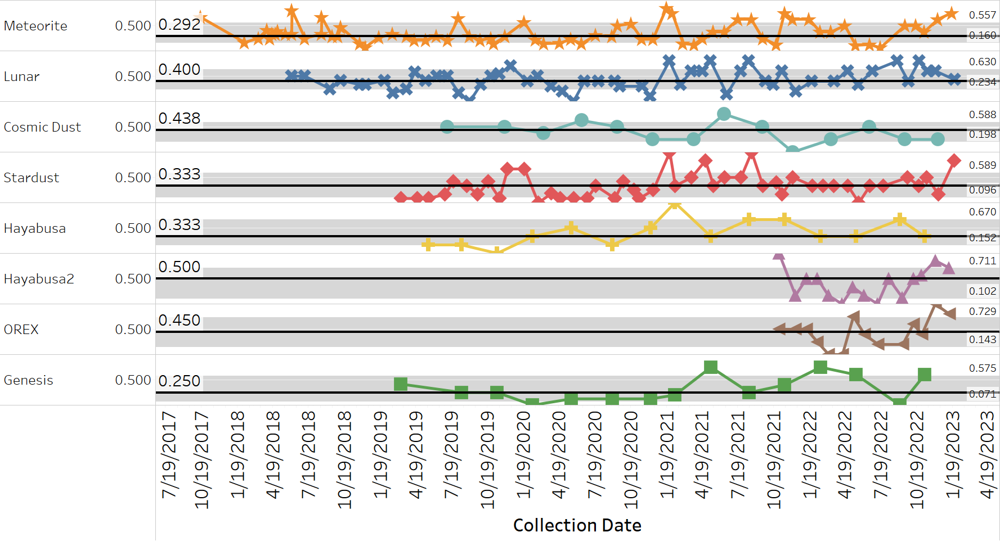 Meteorite 0.500 0.292 0.557 0.160
Lunar 0.500 0.400 0.630 0.234
Cosmic Dust 0.500 0.438 0.588 0.198
Stardust 0.500 0.333 0.589 0.096
Hayabusa 0.500 0.333 0.670 0.152
Hayabusa2 0.500 0.500 0.711 0.102
OREX 0.500 0.450 0.729 0.143
Genesis 0.500 0.250 0.575 0.071
7/19/2017
10/19/2017
1/19/2018
4/19/2018
7/19/2018
10/19/2018
1/19/2019
4/19/2019
7/19/2019
10/19/2019
1/19/2020
4/19/2020
7/19/2020
10/19/2020
1/19/2021
4/19/2021
7/19/2021
10/19/2021
1/19/2022
4/19/2022
7/19/2022
10/19/2022
1/19/2023
4/19/2023
Collection Date